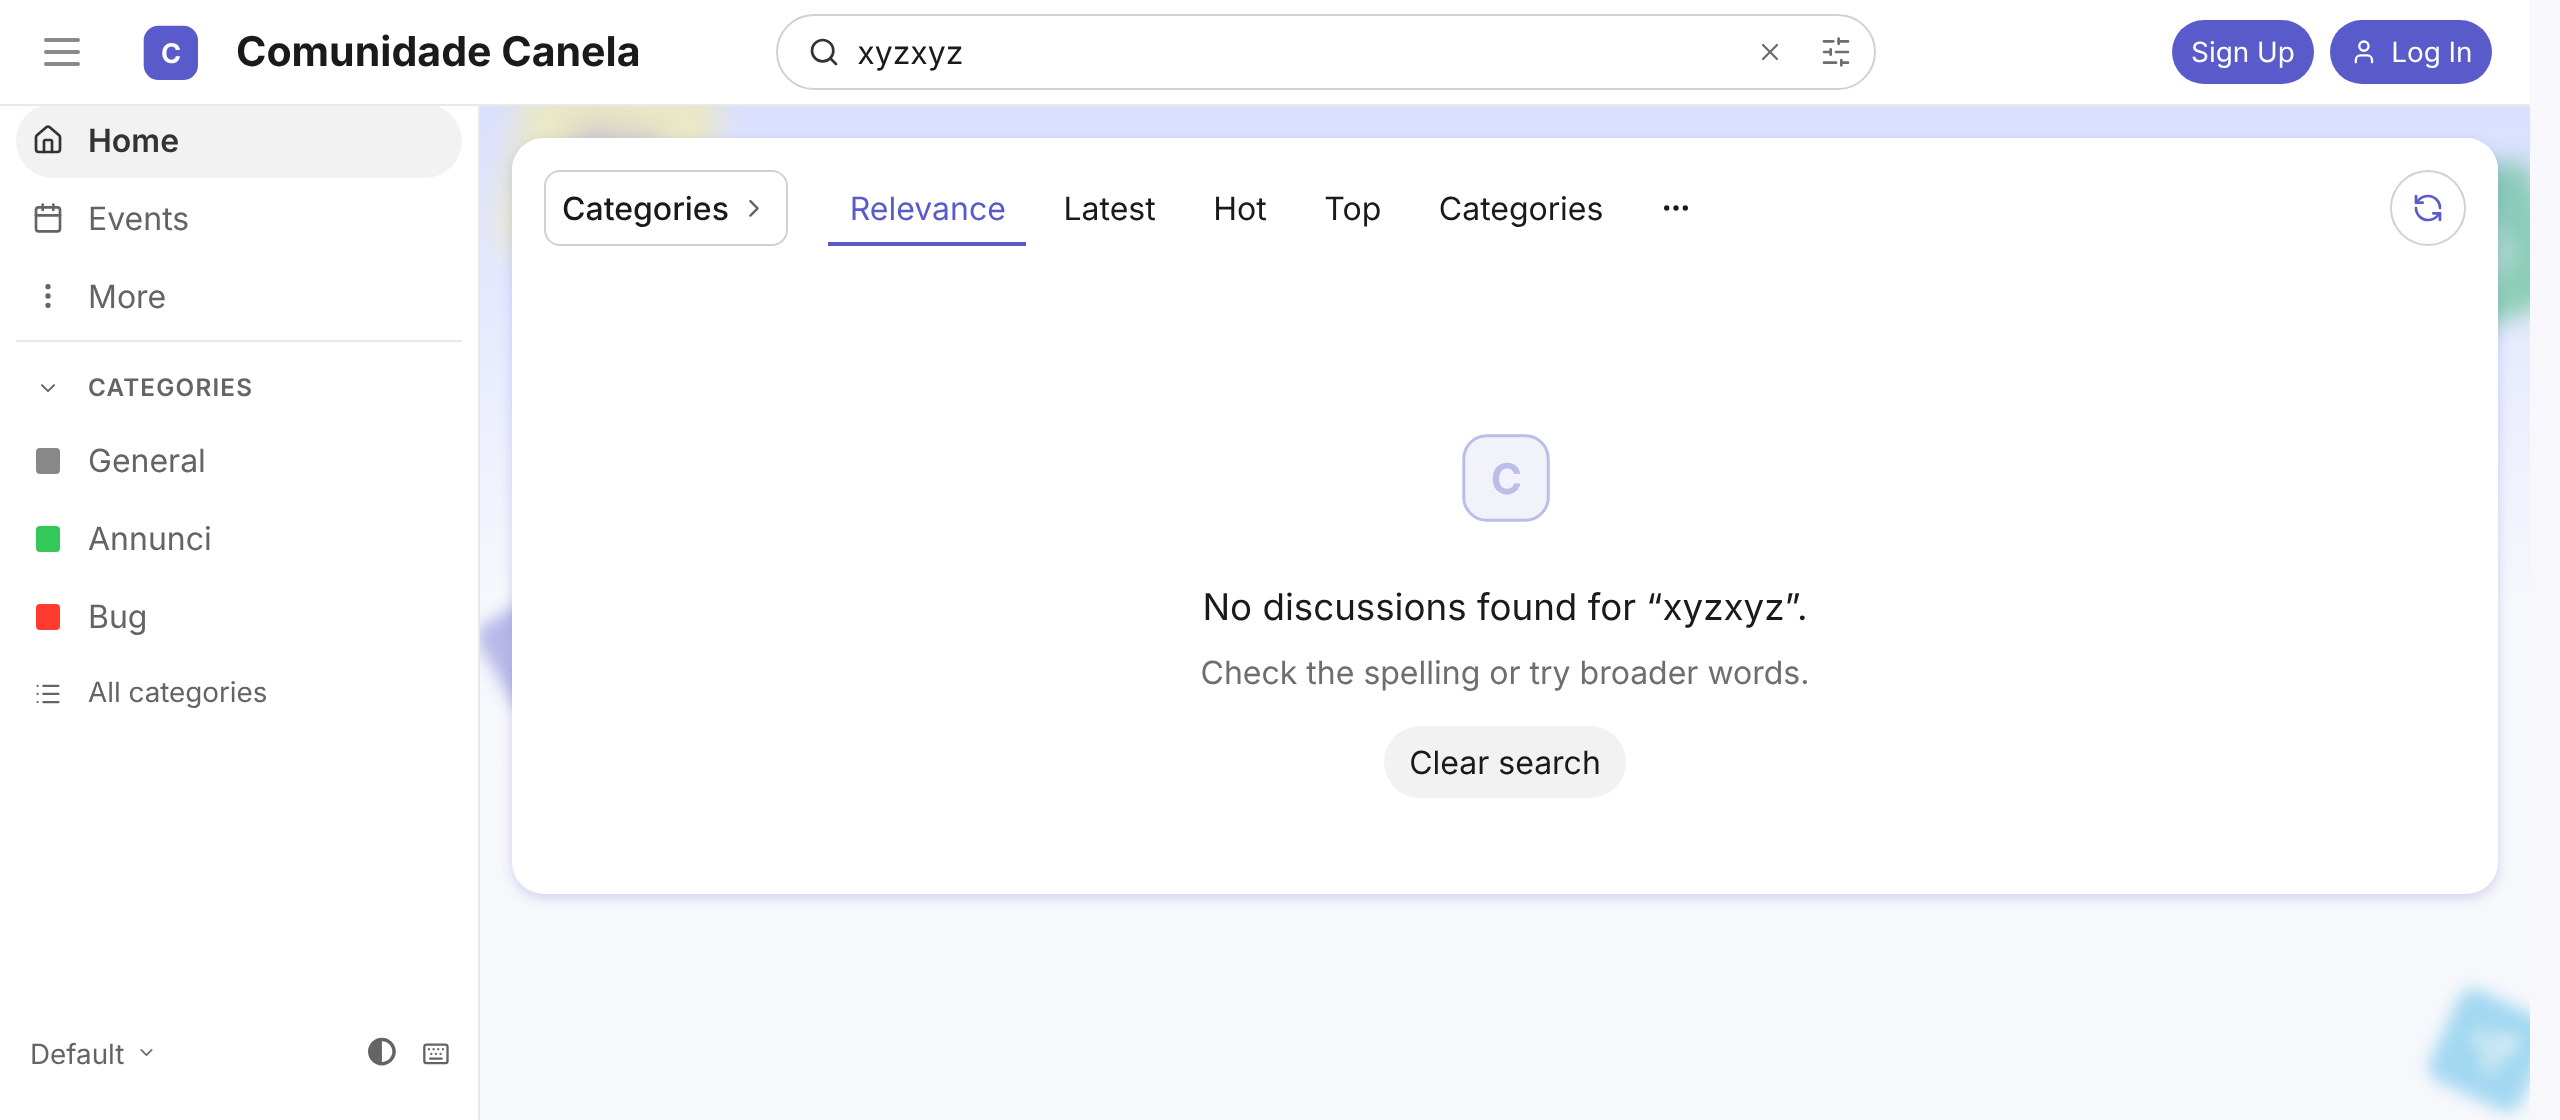 C
Comunidade Canela
xyzxyz
Sign Up
Log In
Home
Events
More
CATEGORIES
General
Annunci
Bug
All categories
Default
Categories
Relevance
Latest
Hot
Top
Categories
C
No discussions found for “xyzxyz”.
Check the spelling or try broader words.
Clear search